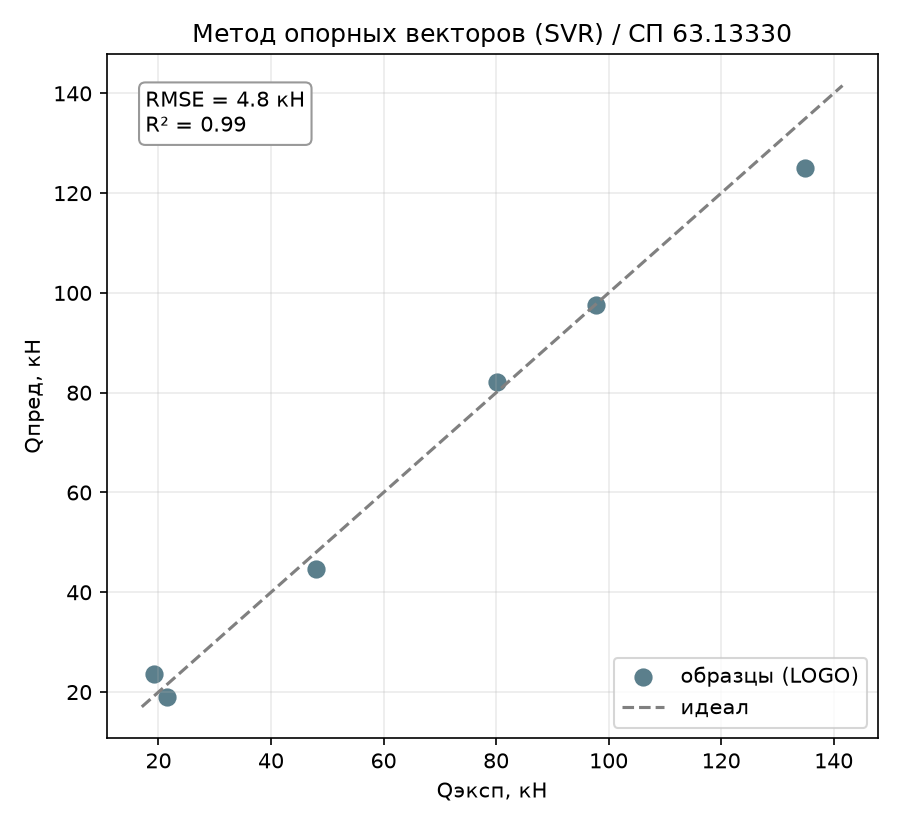 Метод опорных векторов (SVR) / СП 63.13330
RMSE = 4.8 кН
R² = 0.99
140
120
100
80
60
40
20
Qпред, кН
образцы (LOGO)
идеал
20 40 60 80 100 120 140
Qэксп, кН